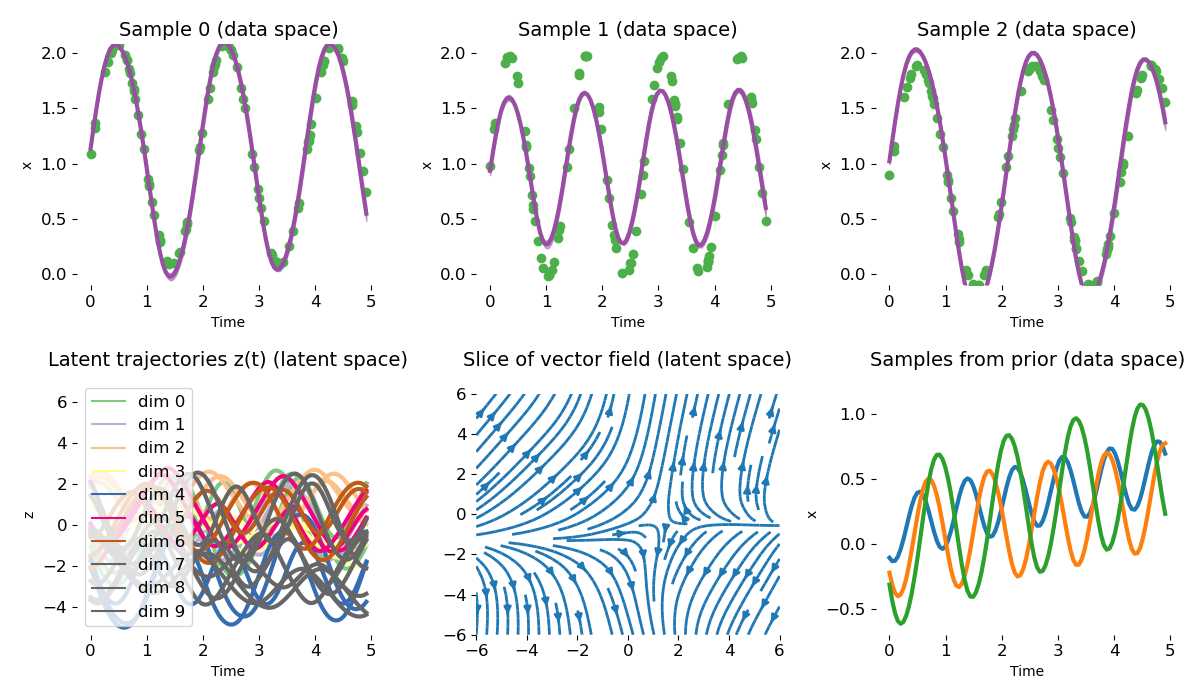 Sample 0 (data space)
Sample 1 (data space)
Sample 2 (data space)
2.0
1.5
1.0
0.5
0.0
x
0 1 2 3 4 5
Time
2.0
1.5
1.0
0.5
0.0
x
0 1 2 3 4 5
Time
2.0
1.5
1.0
0.5
0.0
x
0 1 2 3 4 5
Time
Latent trajectories z(t) (latent space)
Slice of vector field (latent space)
Samples from prior (data space)
6
4
2
0
−2
−4
z
dim 0
dim 1
dim 2
dim 3
dim 4
dim 5
dim 6
dim 7
dim 8
dim 9
0 1 2 3 4 5
Time
6
4
2
0
−2
−4
−6
−6 −4 −2 0 2 4 6
1.0
0.5
0.0
−0.5
x
0 1 2 3 4 5
Time